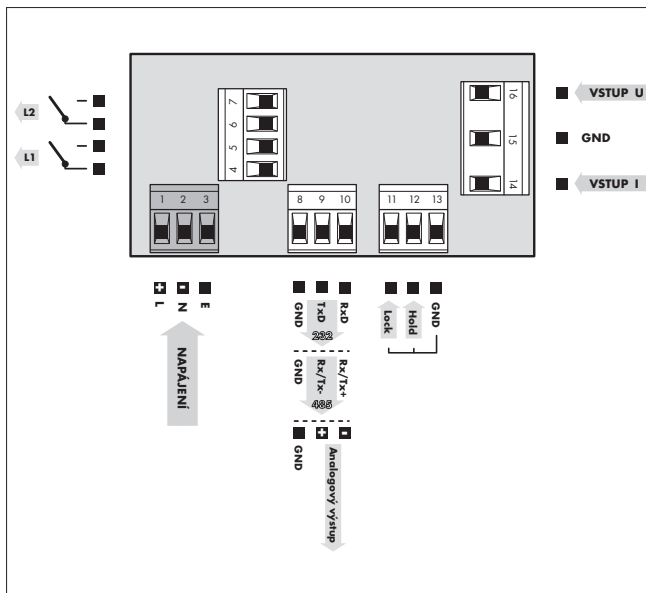 L2
L1
7
6
5
4
16
15
14
VSTUP U
GND
VSTUP I
1 2 3
8 9 10
11 12 13
+ L
- N
E
NAPÁJENÍ
GND
TxD
RxD
232
GND
Rx/Tx-
Rx/Tx+
485
GND
+
-
Analogový výstup
Lock
Hold
GND